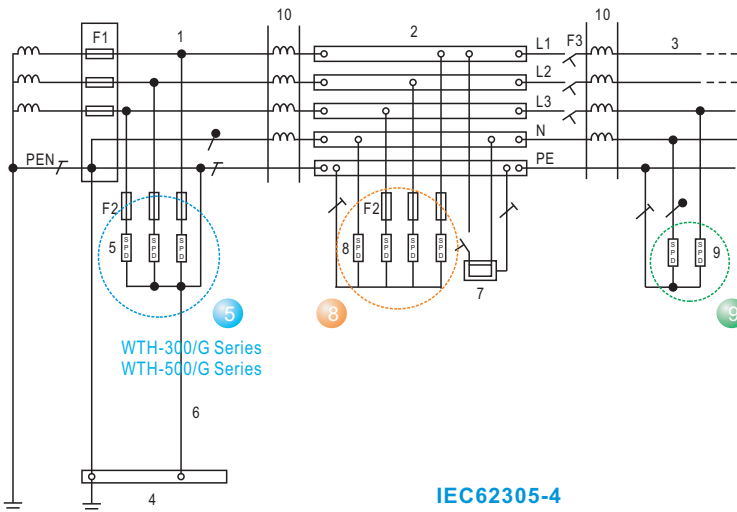 10
10
F1
1
2
L1
F3
3
L2
L3
N
PEN
PE
F2
F2
5
SPD
SPD
SPD
8
SPD
SPD
SPD
SPD
SPD
SPD
9
7
5
8
9
WTH-300/G Series
WTH-500/G Series
6
4
IEC62305-4